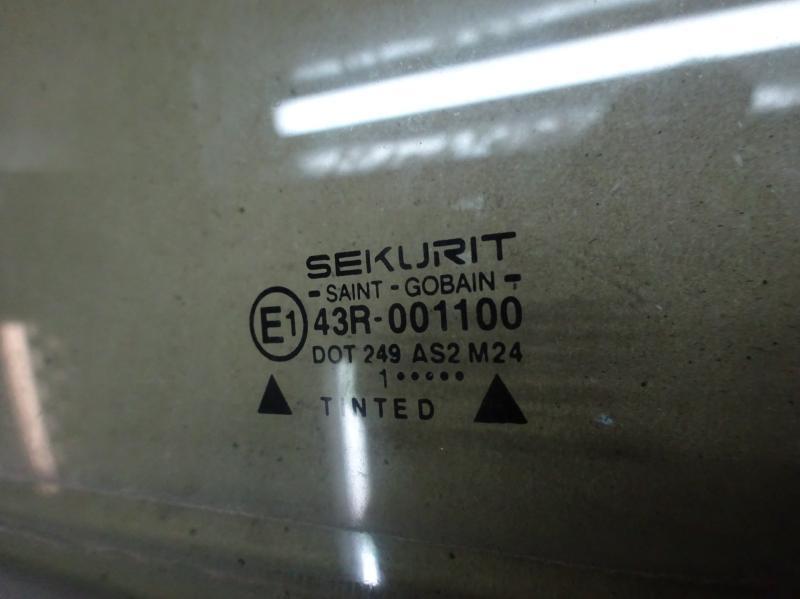 SEKURIT
- SAINT - GOBAIN -
E1 43R-001100
DOT 249 AS2 M24
1•••••
TINTED